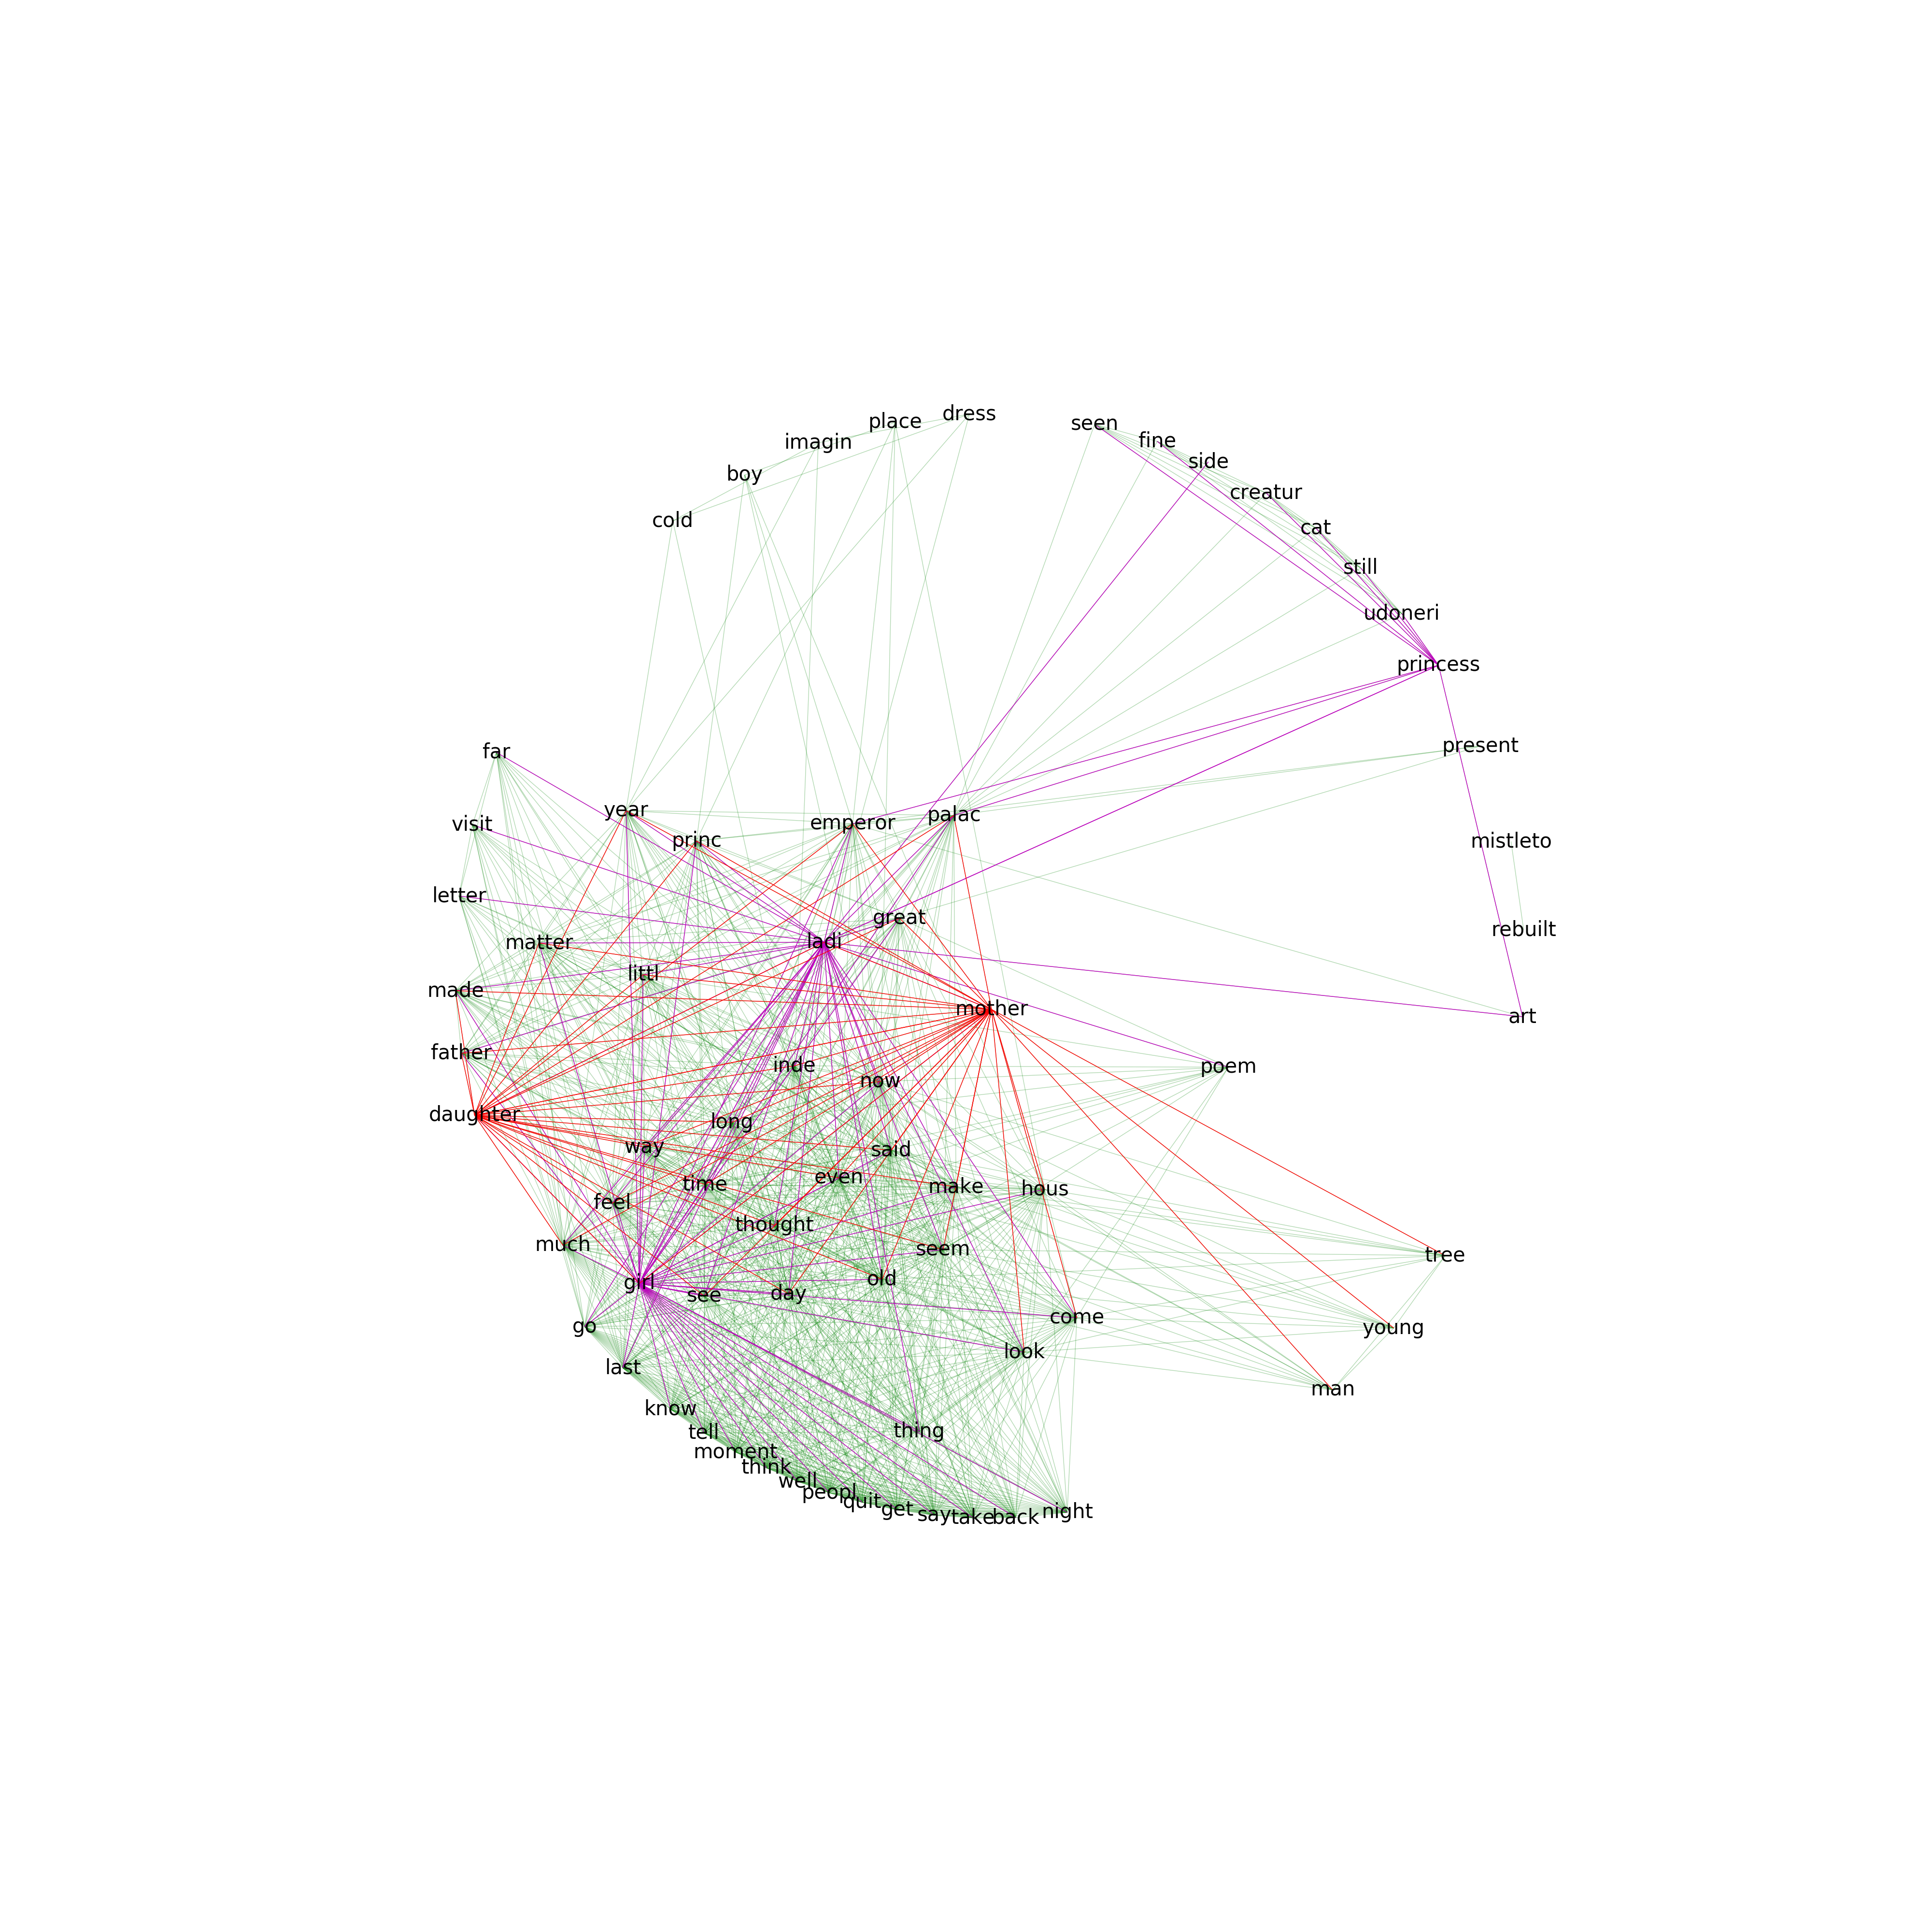 dress
place
seen
imagin
fine
side
boy
creatur
cold
cat
still
udoneri
princess
present
far
year
palac
emperor
visit
princ
mistleto
letter
great
rebuilt
ladi
matter
littl
made
mother
art
father
inde
poem
now
daughter
long
way
said
even
time
make
hous
feel
thought
much
seem
tree
old
girl
day
see
come
go
young
look
last
man
know
thing
tell
moment
think
well
peopl
quit
get
night
say
take
back